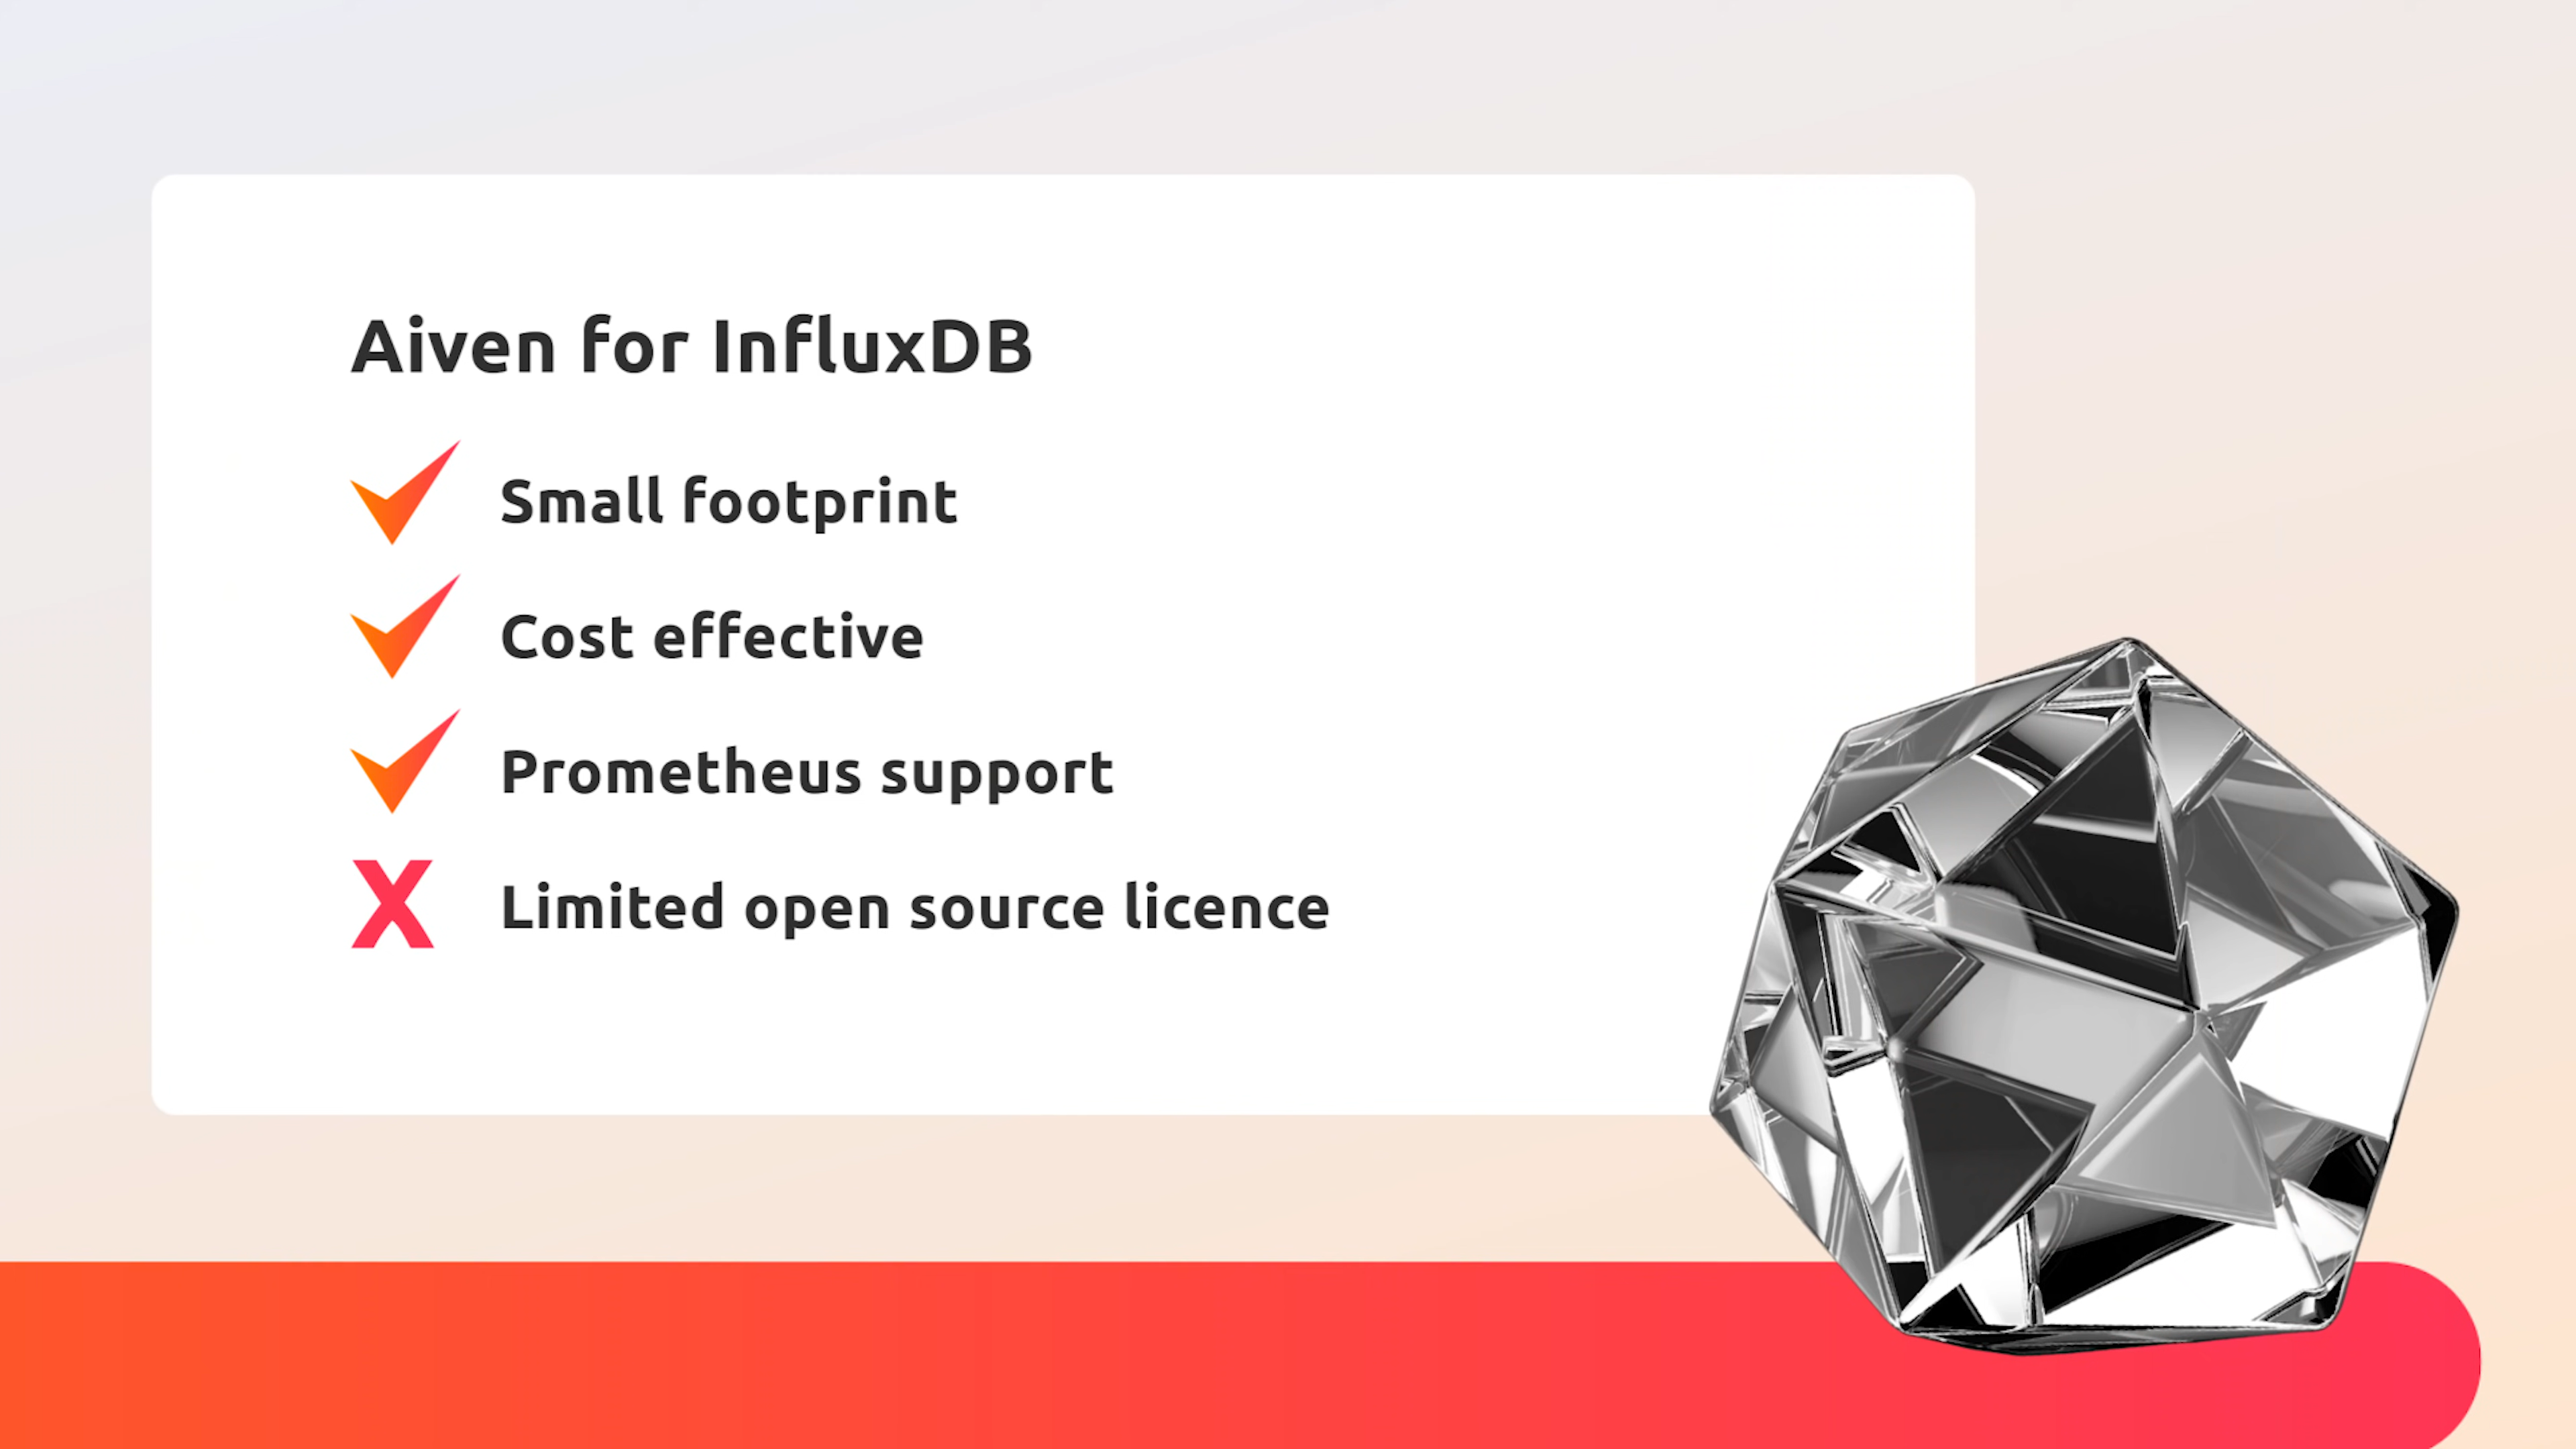 Aiven for InfluxDB
Small footprint
Cost effective
Prometheus support
X Limited open source licence